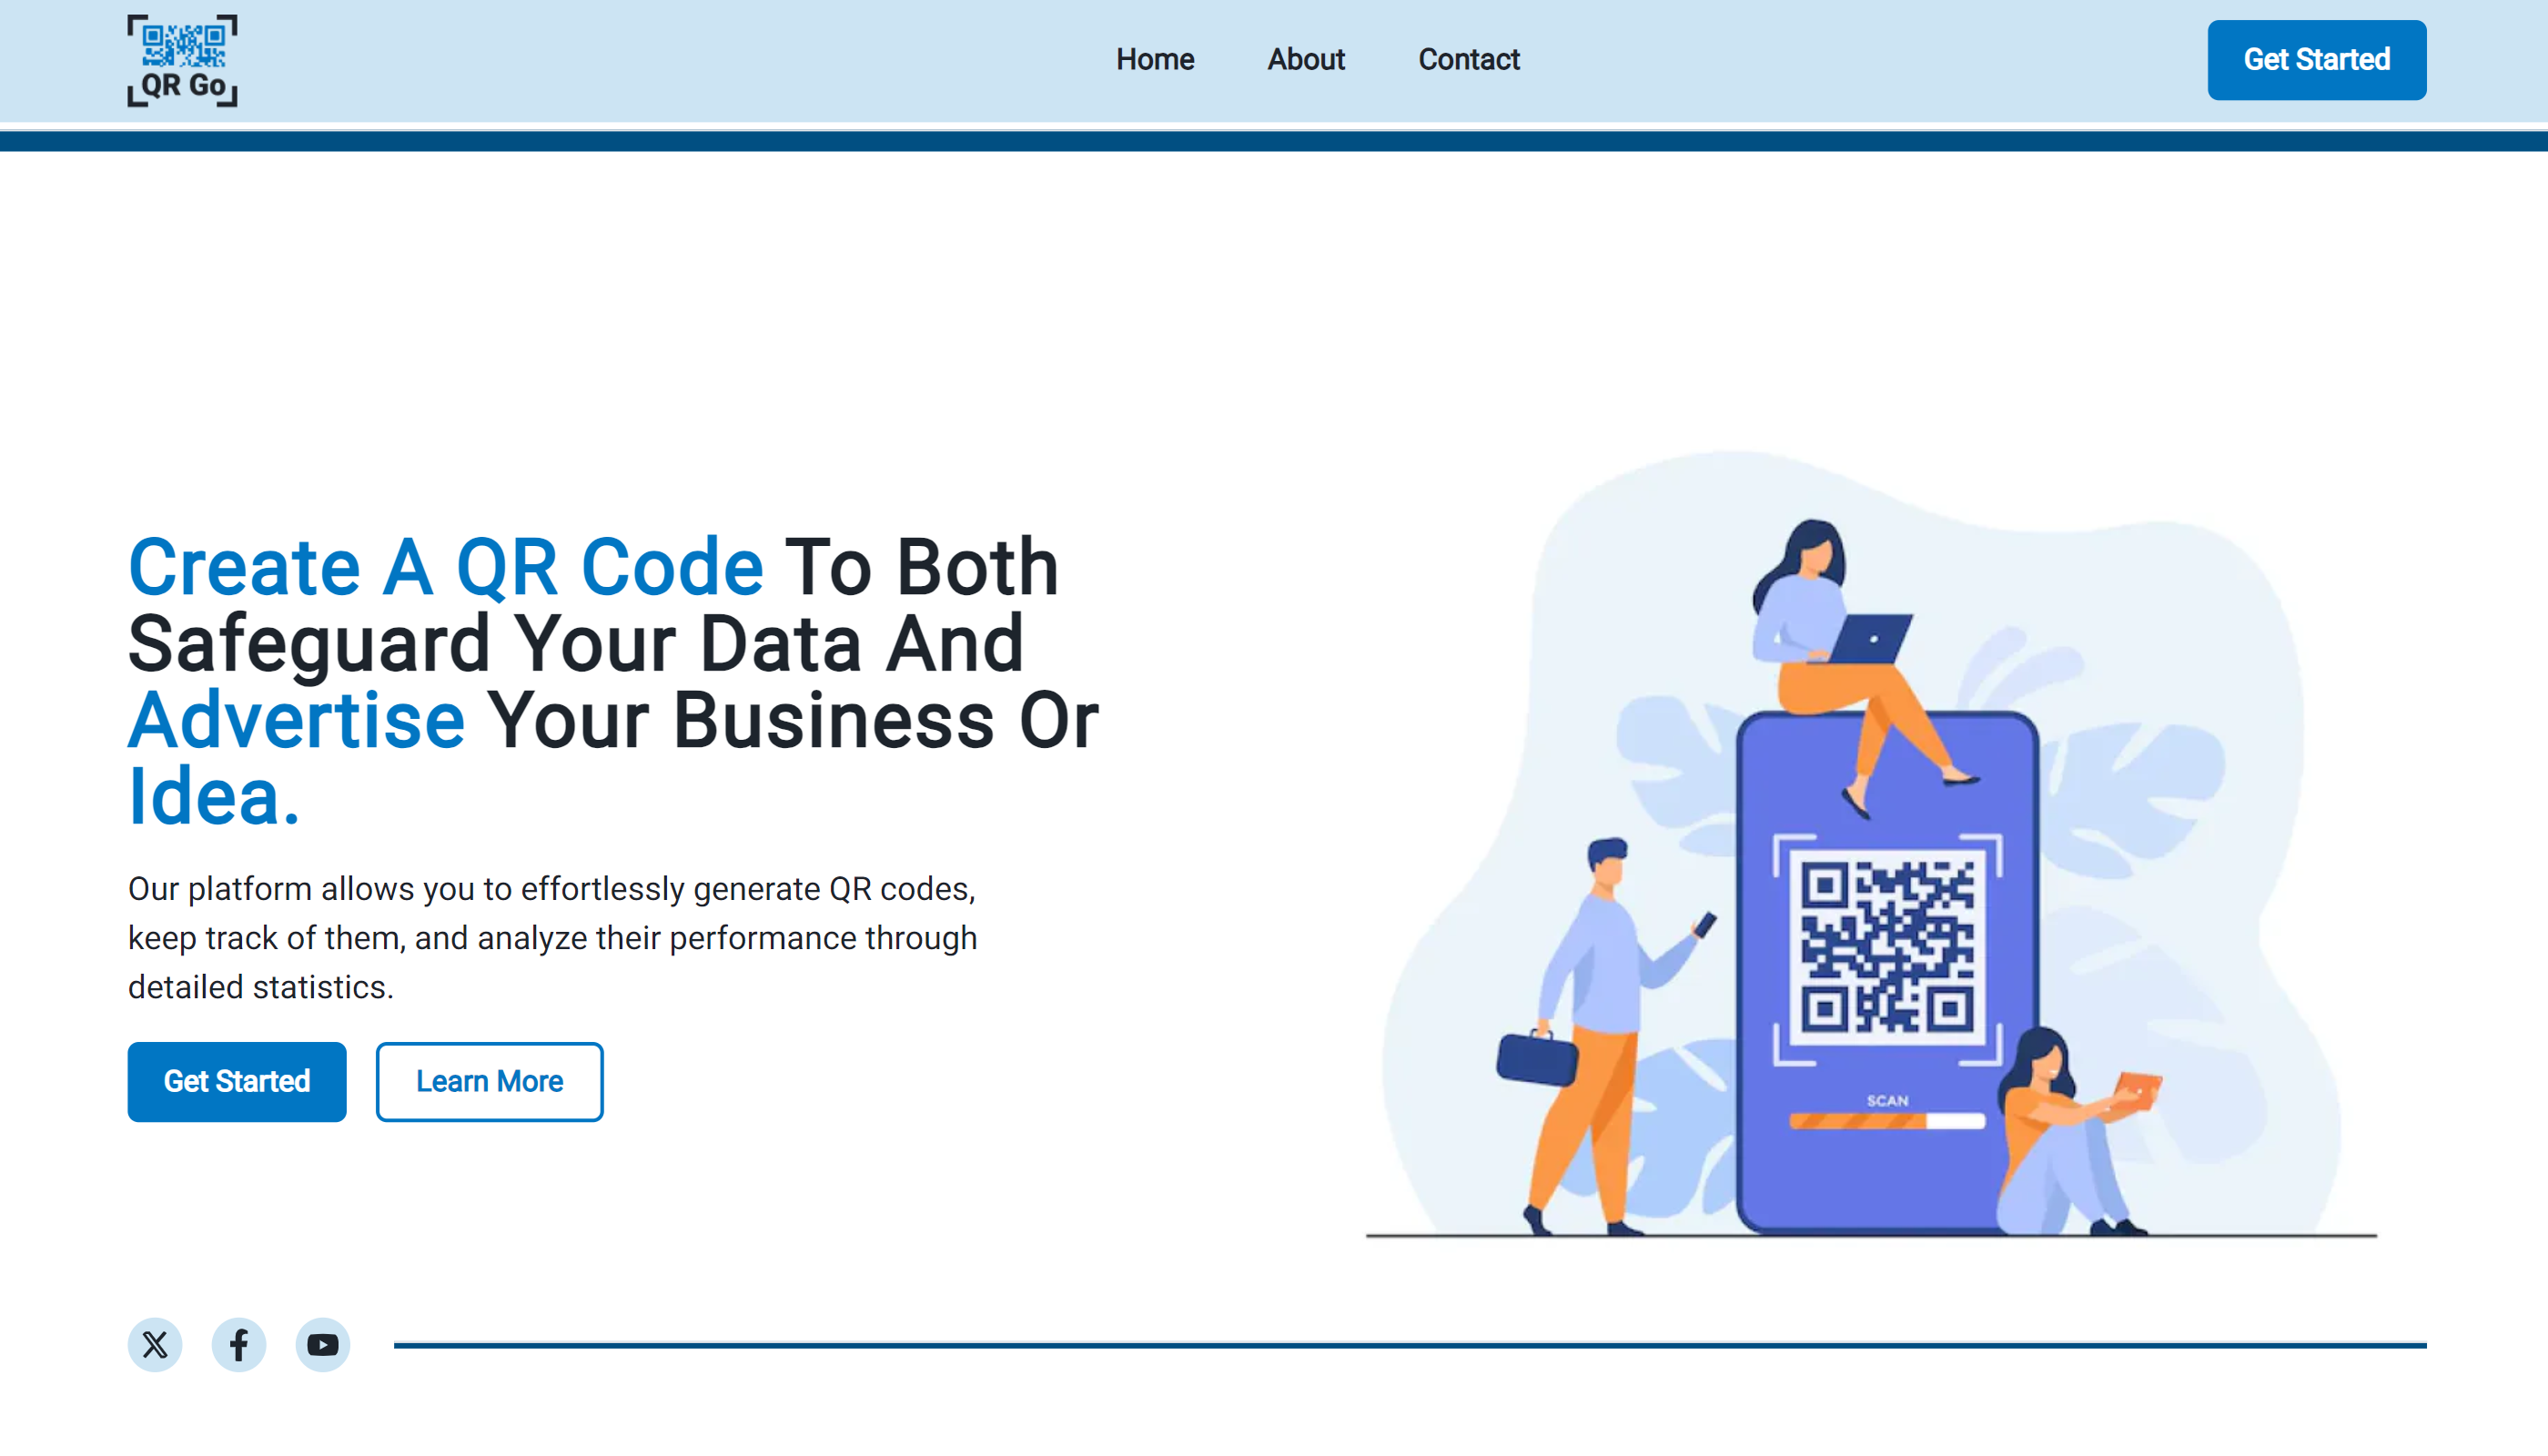 QR Go
Home
About
Contact
Get Started
Create A QR Code To Both
Safeguard Your Data And
Advertise Your Business Or
Idea.
Our platform allows you to effortlessly generate QR codes,
keep track of them, and analyze their performance through
detailed statistics.
Get Started
Learn More
SCAN